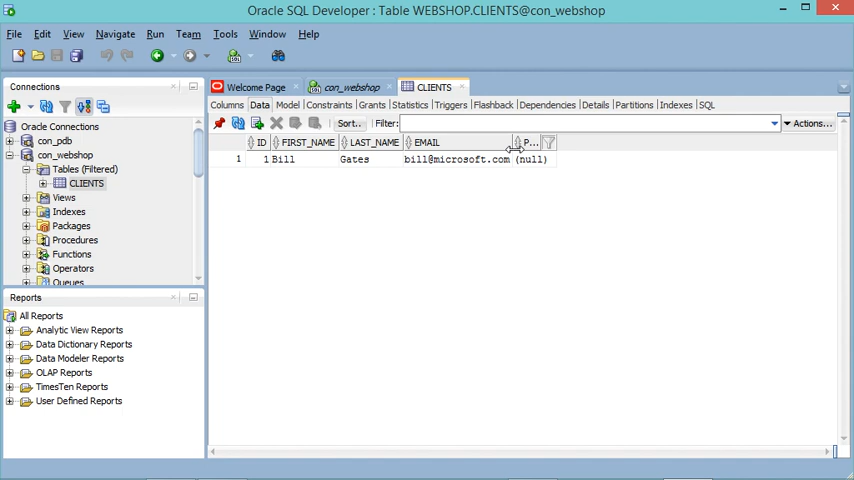 Oracle SQL Developer : Table WEBSHOP.CLIENTS@con_webshop
File Edit View Navigate Run Team Tools Window Help
Connections
Oracle Connections
con_pdb
con_webshop
Tables (Filtered)
CLIENTS
Views
Indexes
Packages
Procedures
Functions
Operators
Queues
Reports
All Reports
Analytic View Reports
Data Dictionary Reports
Data Modeler Reports
OLAP Reports
TimesTen Reports
User Defined Reports
Welcome Page con_webshop CLIENTS
Columns Data Model Constraints Grants Statistics Triggers Flashback Dependencies Details Partitions Indexes SQL
Sort.. Filter: Actions...
ID FIRST_NAME LAST_NAME EMAIL P...
1 1 Bill Gates bill@microsoft.com (null)